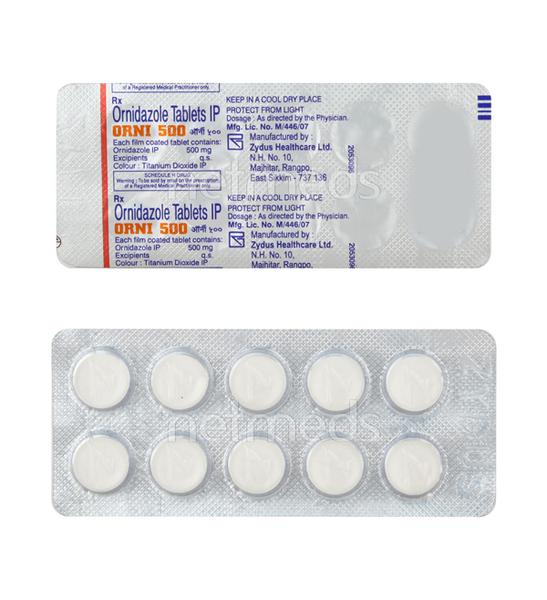 of a Registered Medical Practitioner only.
Rx
Ornidazole Tablets IP
ORNI 500 ऑर्नी ५००
Each film coated tablet contains:
Ornidazole IP 500 mg
Excipients q.s.
Colour : Titanium Dioxide IP
SCHEDULE H DRUG
Warning : To be sold by retail on the prescription
of a Registered Medical Practitioner only.
Rx
Ornidazole Tablets IP
ORNI 500 ऑर्नी ५००
Each film coated tablet contains:
Ornidazole IP 500 mg
Excipients q.s.
Colour : Titanium Dioxide IP
KEEP IN A COOL DRY PLACE
PROTECT FROM LIGHT
Dosage : As directed by the Physician.
Mfg. Lic. No. M/446/07
Manufactured by :
Zydus Healthcare Ltd.
N.H. No. 10,
Majhitar, Rangpo,
East Sikkim - 737 136
KEEP IN A COOL DRY PLACE
PROTECT FROM LIGHT
Dosage : As directed by the Physician.
Mfg. Lic. No. M/446/07
Manufactured by :
Zydus Healthcare Ltd.
N.H. No. 10,
Majhitar, Rangpo,
netmeds
netmeds